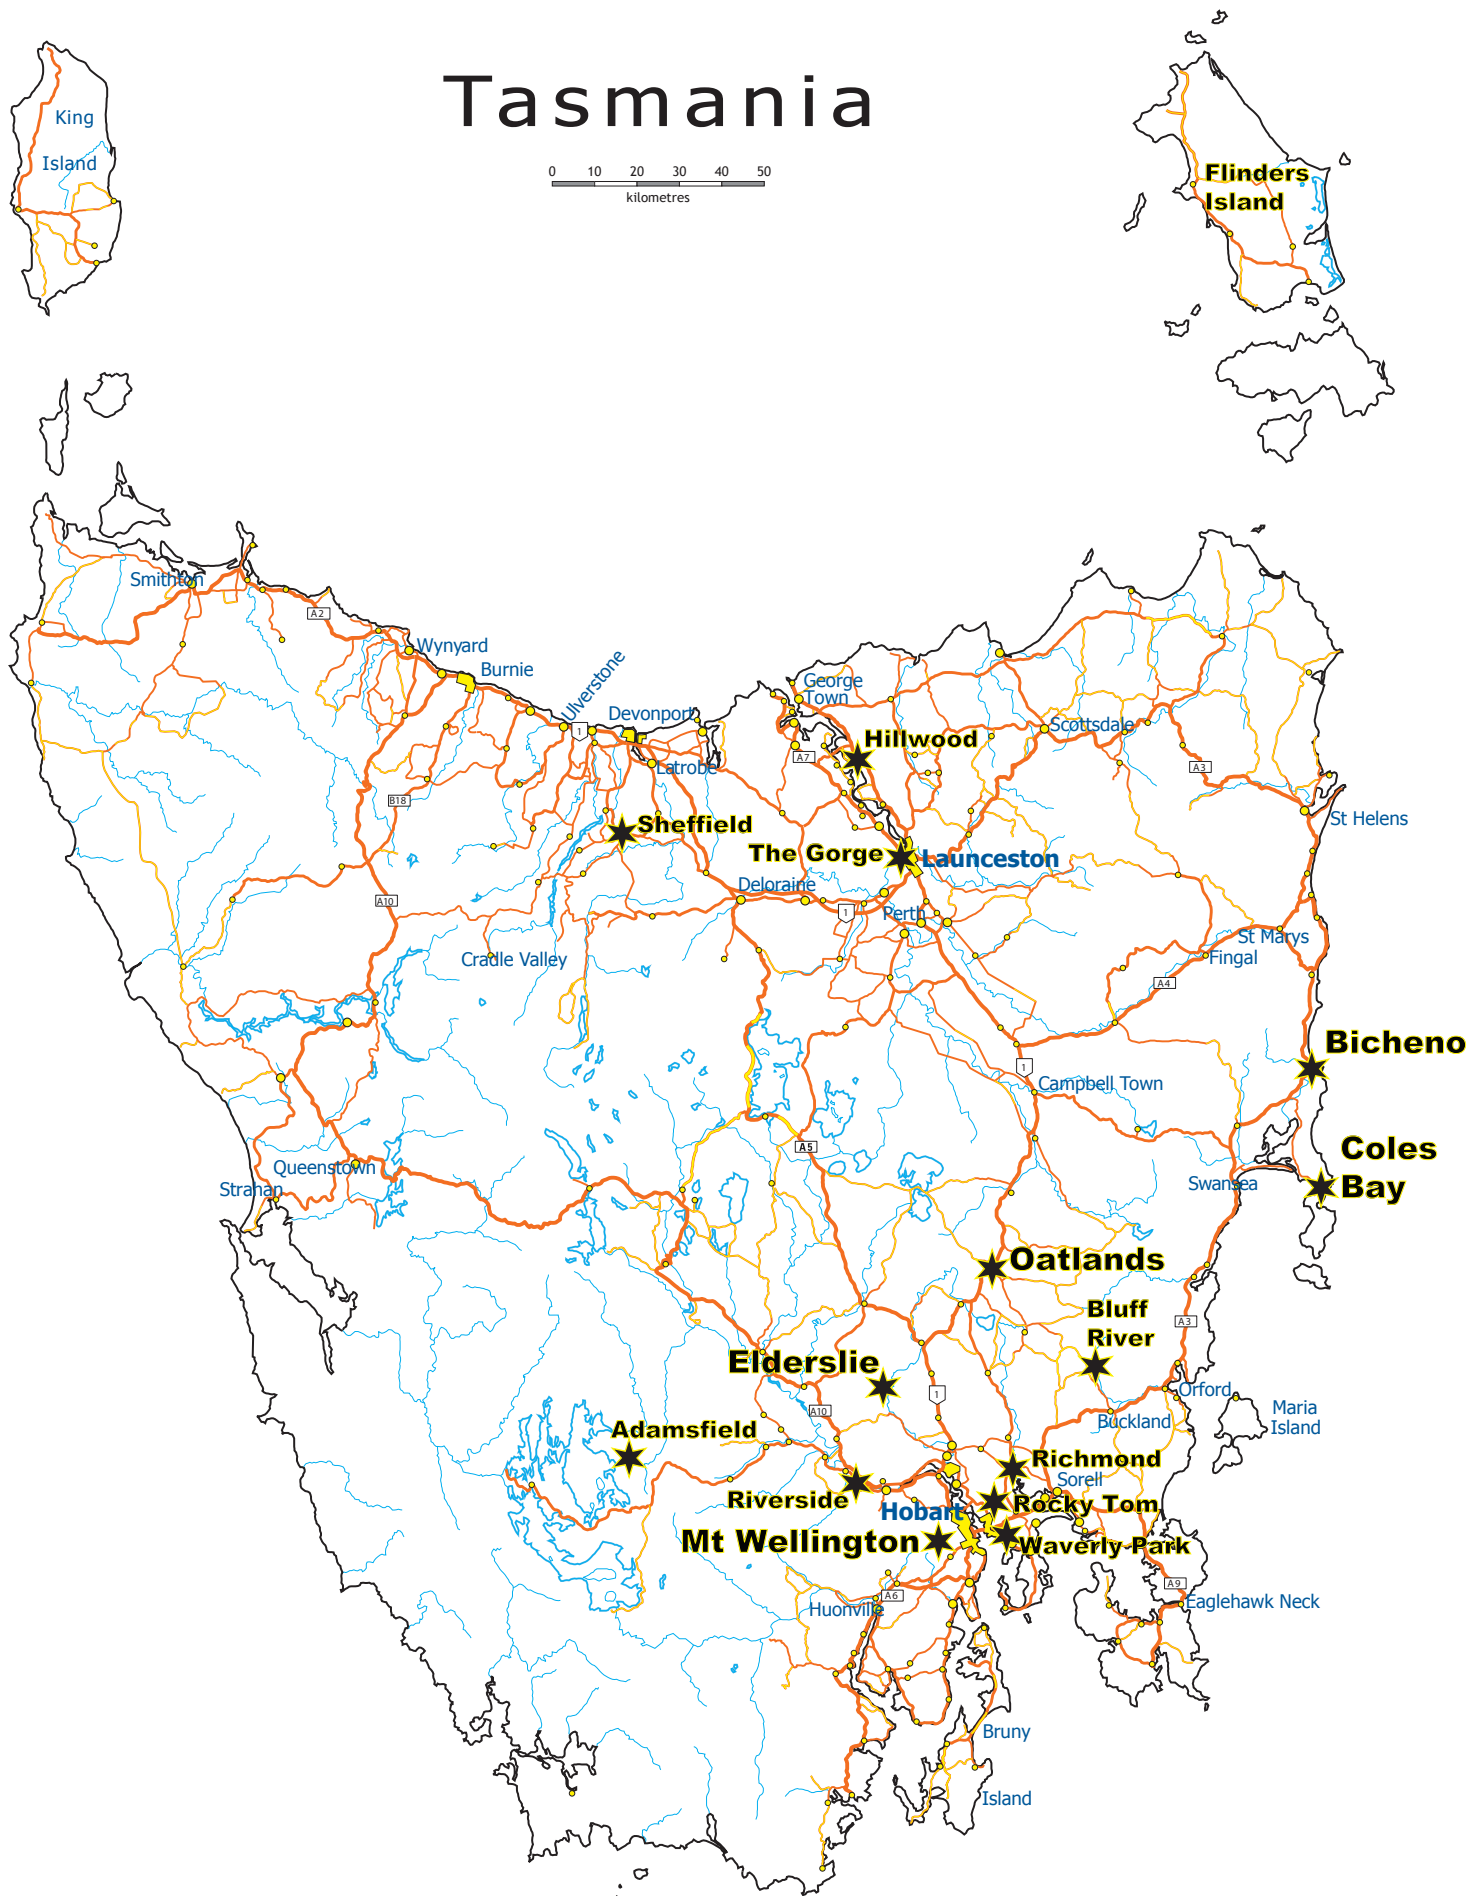 Tasmania
0 10 20 30 40 50
kilometres
King
Island
Flinders
Island
Smithton
A2
Wynyard
Burnie
Ulverstone
1
Devonport
Latrobe
George
Town
A7
Hillwood
Scottsdale
A3
St Helens
B18
Sheffield
The Gorge
Launceston
Deloraine
A10
1
Perth
Cradle Valley
St Marys
Fingal
A4
Bicheno
1
Campbell Town
A5
Coles
Bay
Queenstown
Strahan
Swansea
Oatlands
Bluff
River
A3
Elderslie
1
A10
Orford
Buckland
Maria
Island
Adamsfield
Richmond
Sorell
Riverside
Rocky Tom
Hobart
Mt Wellington
Waverly Park
A9
A6
Huonville
Eaglehawk Neck
Bruny
Island